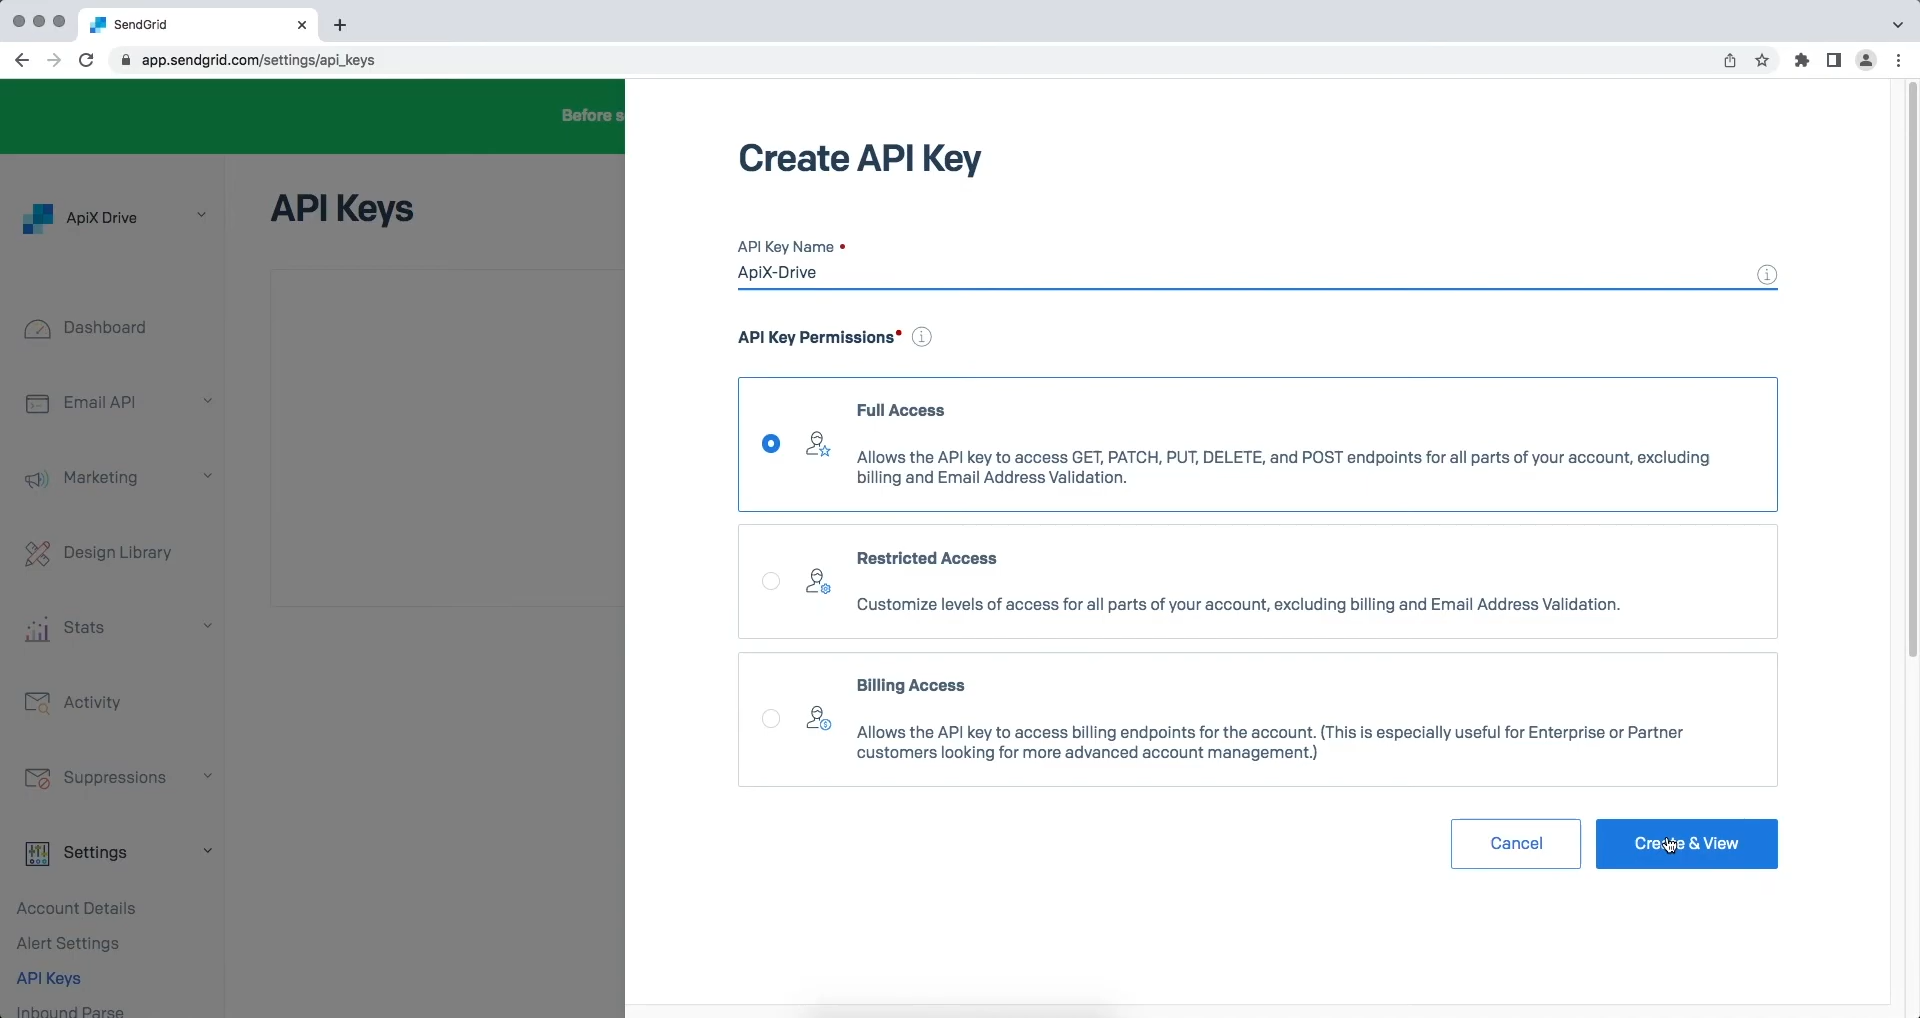 SendGrid
app.sendgrid.com/settings/api_keys
Before s
ApiX Drive
Dashboard
Email API
Marketing
Design Library
Stats
Activity
Suppressions
Settings
Account Details
Alert Settings
API Keys
Inbound Parse
API Keys
Create API Key
API Key Name
ApiX-Drive
API Key Permissions
Full Access
Allows the API key to access GET, PATCH, PUT, DELETE, and POST endpoints for all parts of your account, excluding
billing and Email Address Validation.
Restricted Access
Customize levels of access for all parts of your account, excluding billing and Email Address Validation.
Billing Access
Allows the API key to access billing endpoints for the account. (This is especially useful for Enterprise or Partner
customers looking for more advanced account management.)
Cancel
Create & View